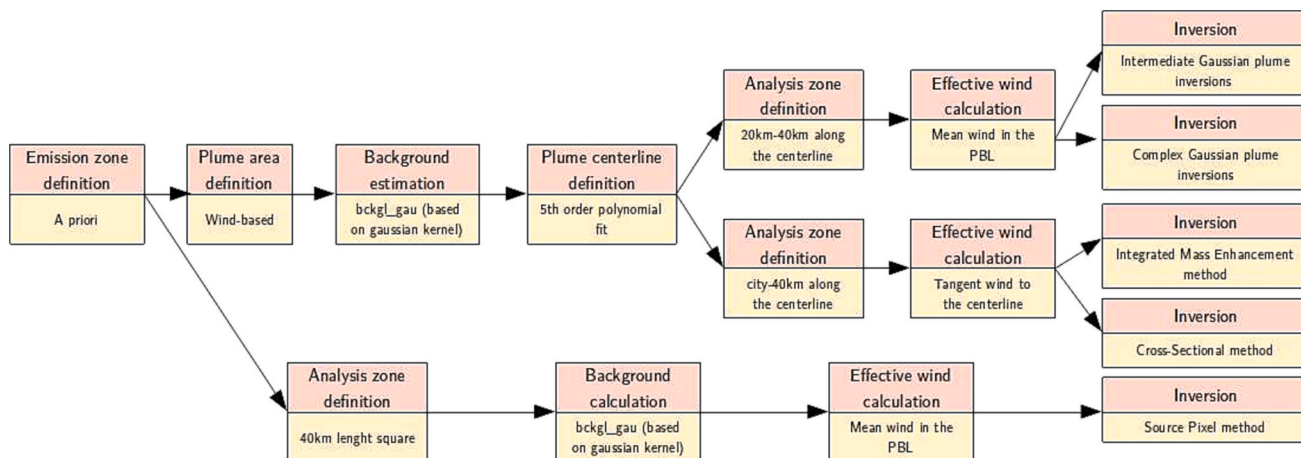 Emission zone
definition
A priori
Plume area
definition
Wind-based
Background
estimation
bckgl_gau (based
on gaussian kernel)
Plume centerline
definition
5th order polynomial
fit
Analysis zone
definition
20km-40km along
the centerline
Effective wind
calculation
Mean wind in the
PBL
Inversion
Intermediate Gaussian plume
inversions
Inversion
Complex Gaussian plume
inversions
Analysis zone
definition
city-40km along
the centerline
Effective wind
calculation
Tangent wind to
the centerline
Inversion
Integrated Mass Enhancement
method
Inversion
Cross-Sectional method
Analysis zone
definition
40km lenght square
Background
calculation
bckgl_gau (based
on gaussian kernel)
Effective wind
calculation
Mean wind in the
PBL
Inversion
Source Pixel method